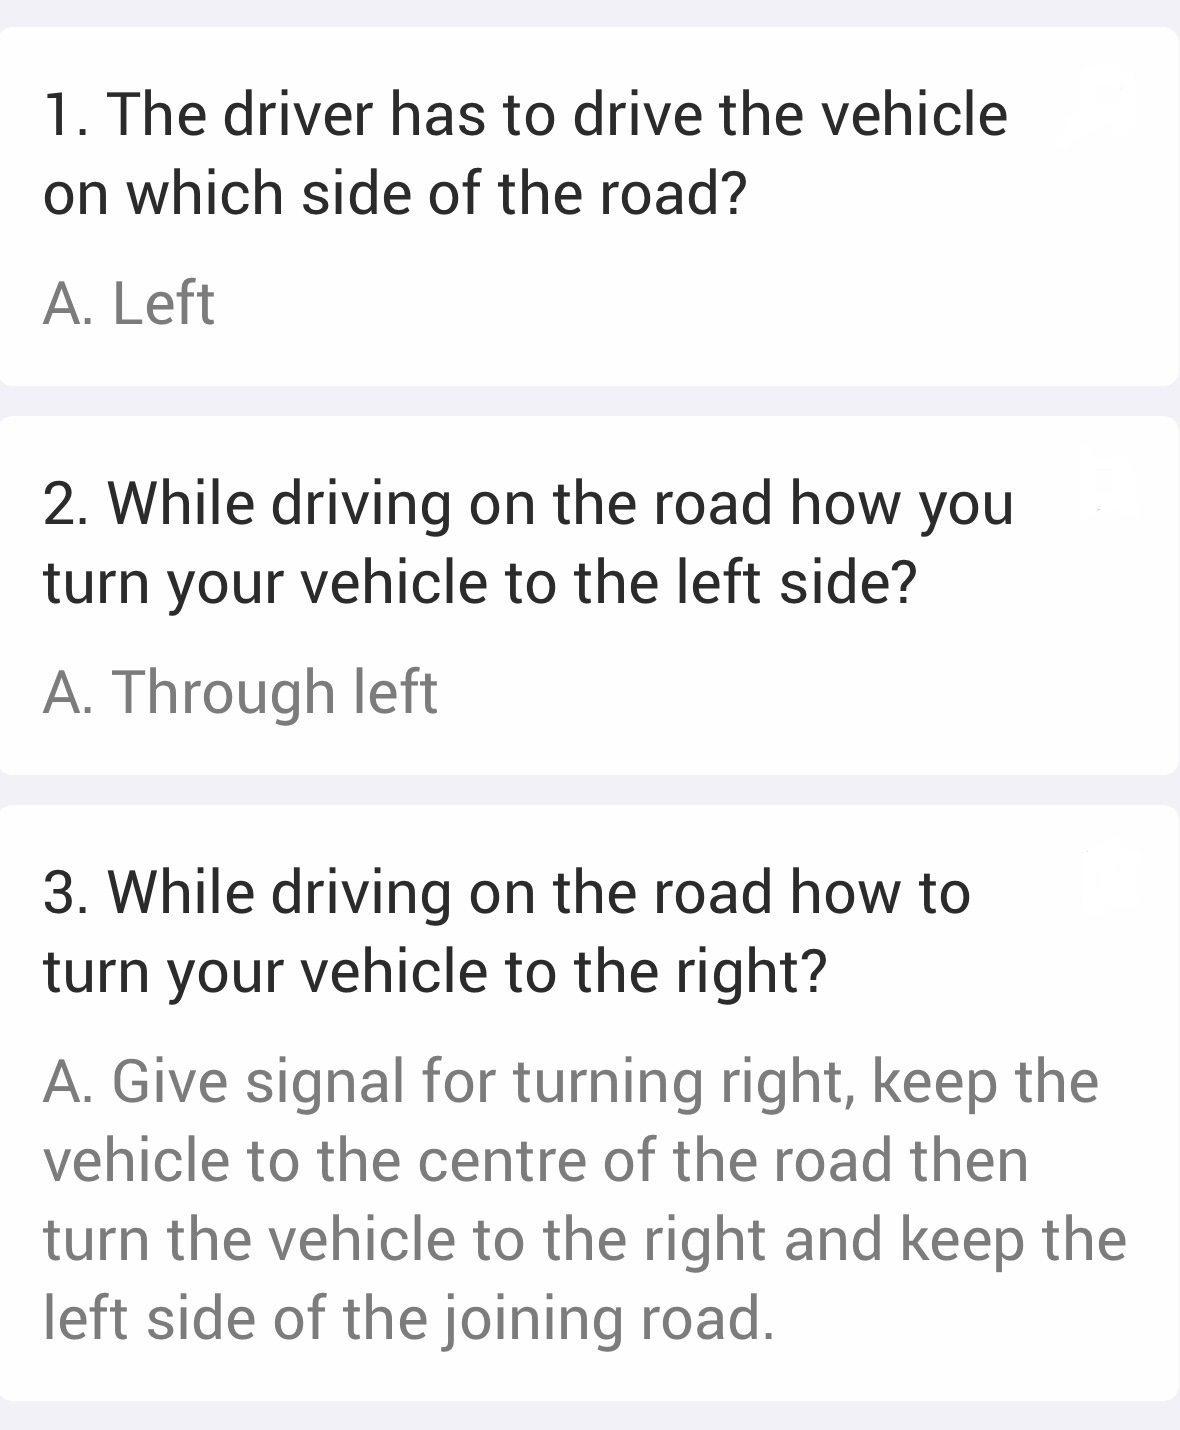 1. The driver has to drive the vehicle
on which side of the road?
A. Left
2. While driving on the road how you
turn your vehicle to the left side?
A. Through left
3. While driving on the road how to
turn your vehicle to the right?
A. Give signal for turning right, keep the
vehicle to the centre of the road then
turn the vehicle to the right and keep the
left side of the joining road.